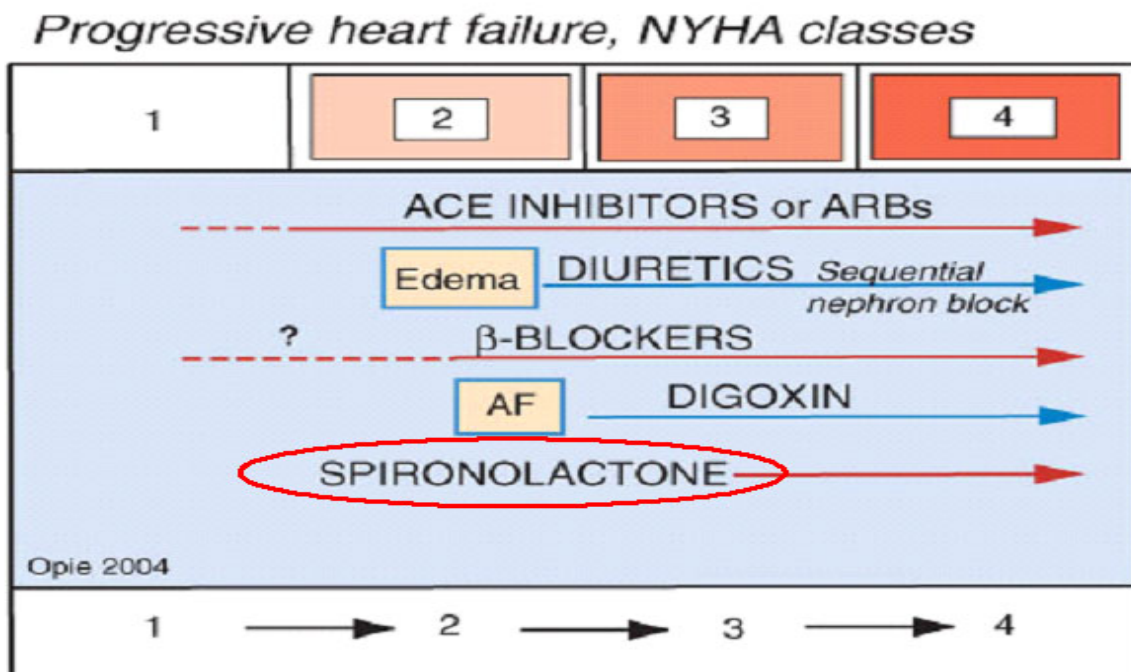 Progressive heart failure, NYHA classes
1 2 3 4
ACE INHIBITORS or ARBs
Edema DIURETICS Sequential
nephron block
? β-BLOCKERS
AF DIGOXIN
SPIRONOLACTONE
Opie 2004
1 2 3 4